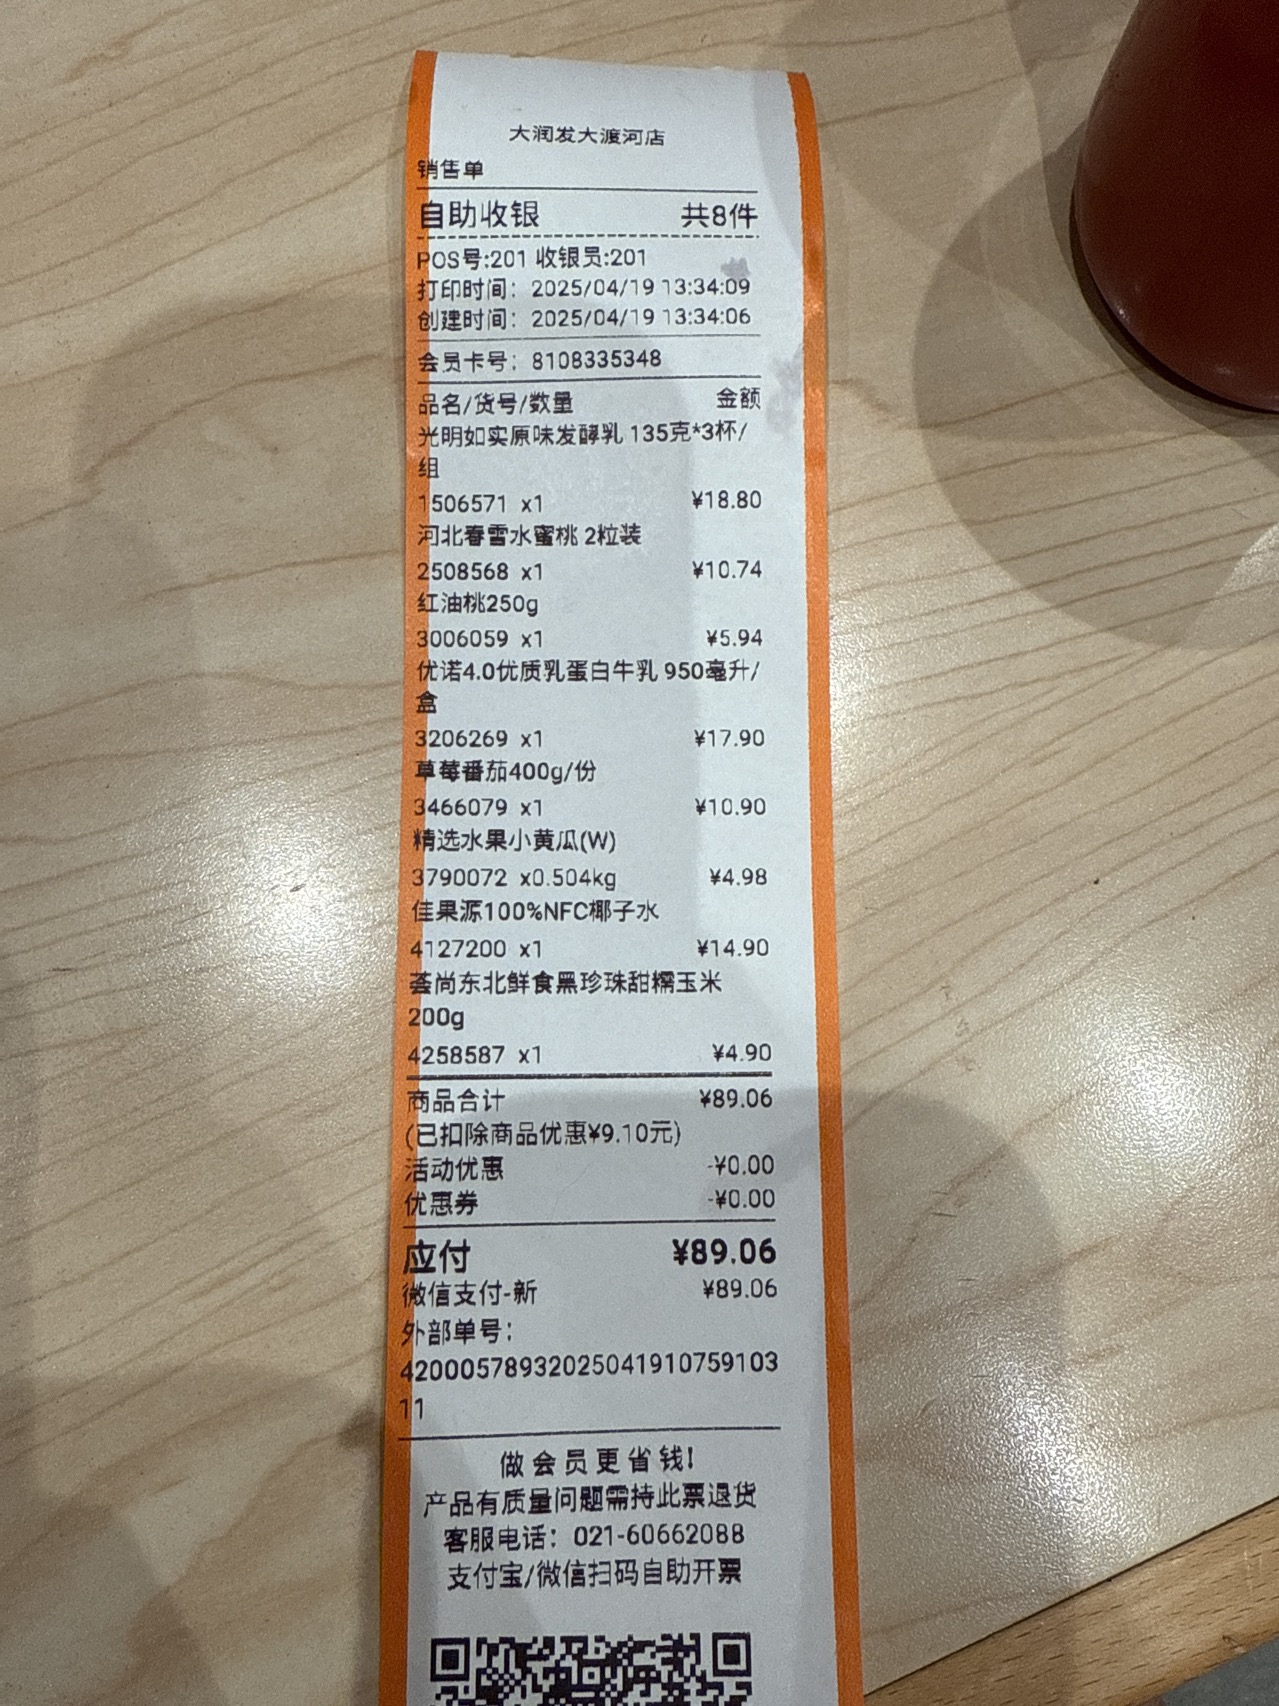 大润发大渡河店
销售单
自助收银 共8件
POS号:201 收银员:201
打印时间: 2025/04/19 13:34:09
创建时间: 2025/04/19 13:34:06
会员卡号: 8108335348
品名/货号/数量 金额
光明如实原味发酵乳 135克*3杯/
组
1506571 x1 ¥18.80
河北春雪水蜜桃 2粒装
2508568 x1 ¥10.74
红油桃250g
3006059 x1 ¥5.94
优诺4.0优质乳蛋白牛乳 950毫升/
盒
3206269 x1 ¥17.90
草莓番茄400g/份
3466079 x1 ¥10.90
精选水果小黄瓜(W)
3790072 x0.504kg ¥4.98
佳果源100%NFC椰子水
4127200 x1 ¥14.90
荟尚东北鲜食黑珍珠甜糯玉米
200g
4258587 x1 ¥4.90
商品合计 ¥89.06
(已扣除商品优惠¥9.10元)
活动优惠 -¥0.00
优惠券 -¥0.00
应付 ¥89.06
微信支付-新 ¥89.06
外部单号:
42000578932025041910759103
11
做会员更省钱!
产品有质量问题需持此票退货
客服电话: 021-60662088
支付宝/微信扫码自助开票